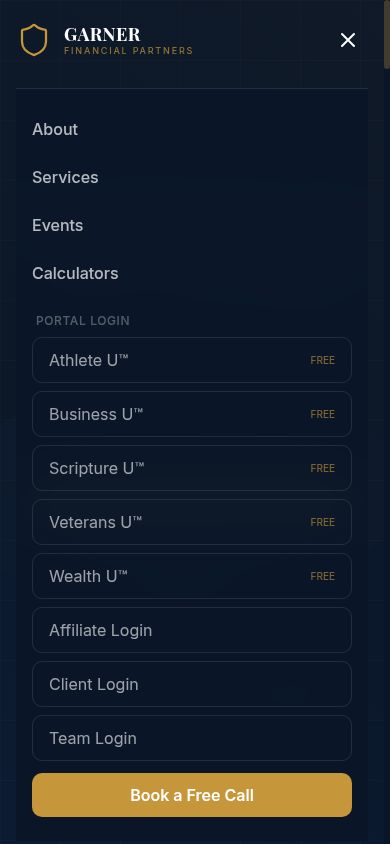 GARNER
FINANCIAL PARTNERS
About
Services
Events
Calculators
PORTAL LOGIN
Athlete U™ FREE
Business U™ FREE
Scripture U™ FREE
Veterans U™ FREE
Wealth U™ FREE
Affiliate Login
Client Login
Team Login
Book a Free Call